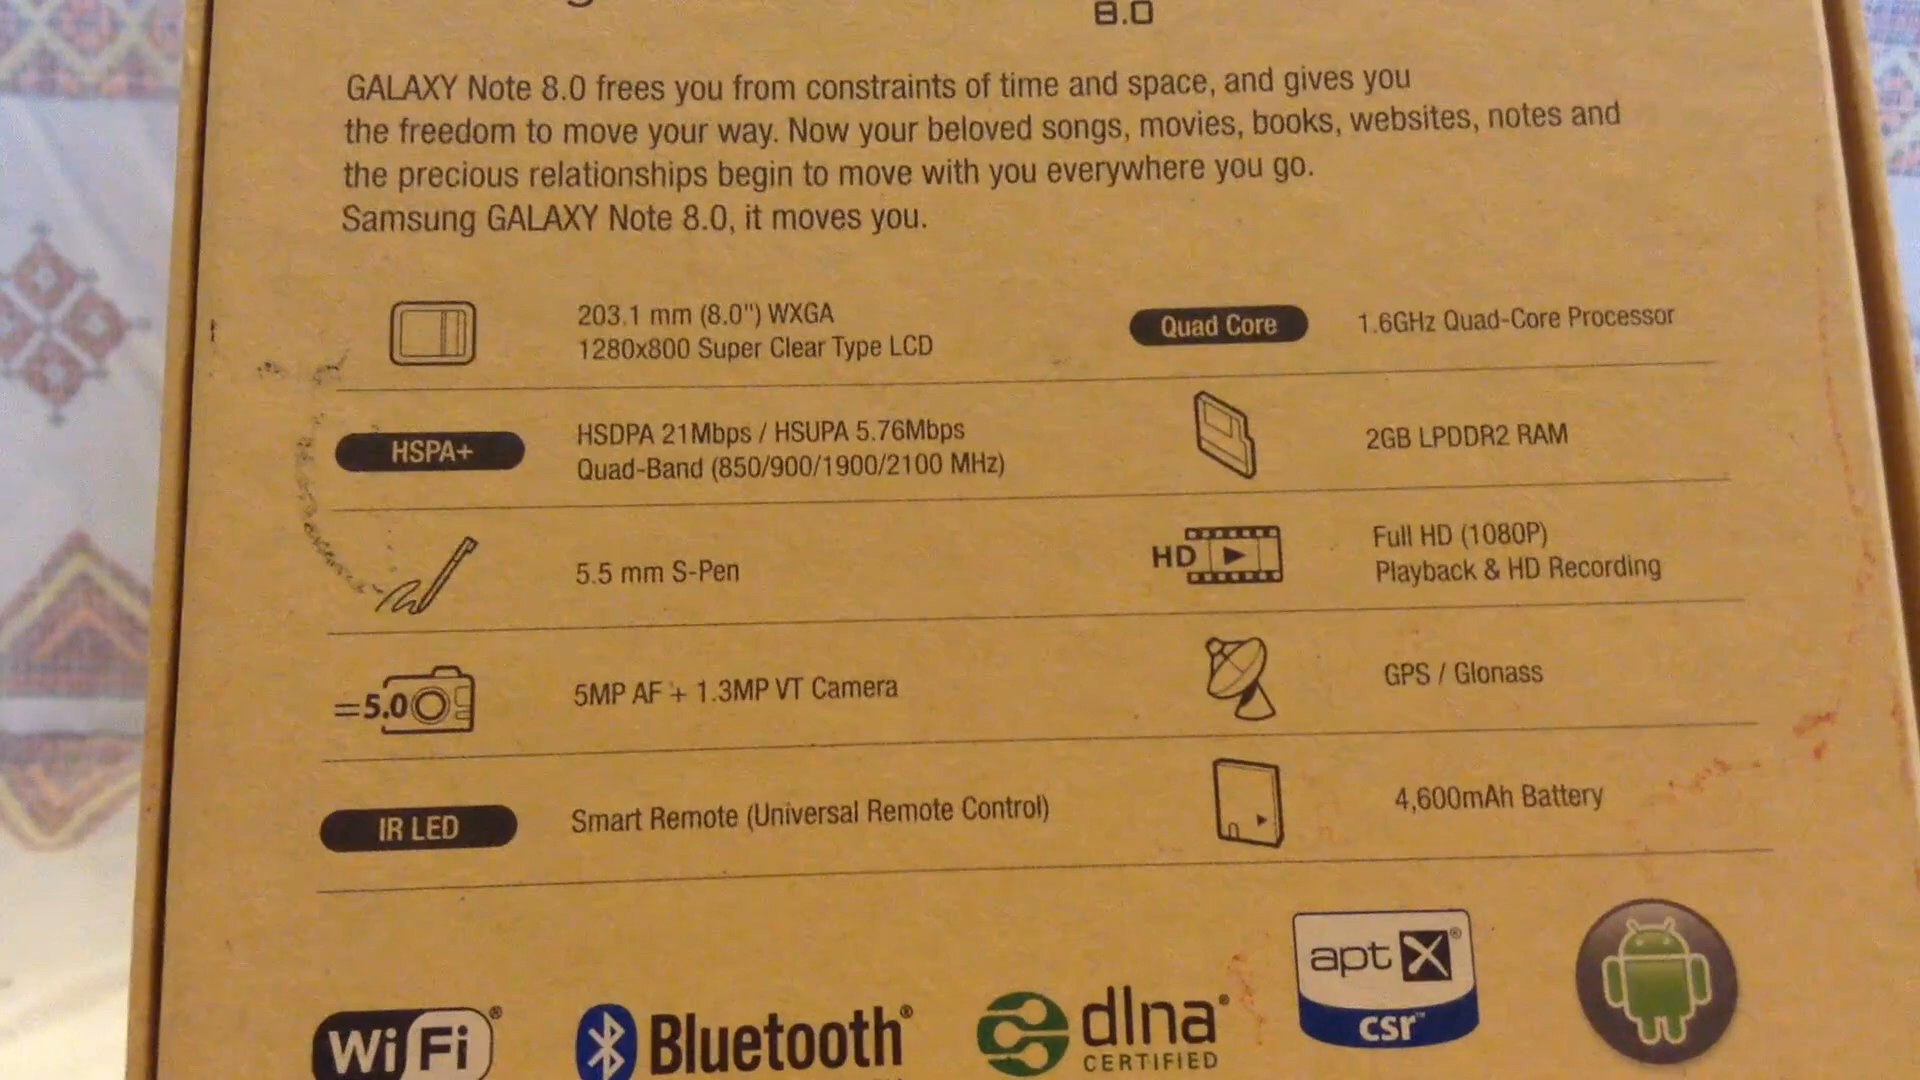 8.0
GALAXY Note 8.0 frees you from constraints of time and space, and gives you
the freedom to move your way. Now your beloved songs, movies, books, websites, notes and
the precious relationships begin to move with you everywhere you go.
Samsung GALAXY Note 8.0, it moves you.
203.1 mm (8.0") WXGA
1280x800 Super Clear Type LCD
Quad Core
1.6GHz Quad-Core Processor
HSPA+
HSDPA 21Mbps / HSUPA 5.76Mbps
Quad-Band (850/900/1900/2100 MHz)
2GB LPDDR2 RAM
5.5 mm S-Pen
HD
Full HD (1080P)
Playback & HD Recording
=5.0
5MP AF + 1.3MP VT Camera
GPS / Glonass
IR LED
Smart Remote (Universal Remote Control)
4,600mAh Battery
WiFi®
Bluetooth®
dlna®
CERTIFIED
aptX®
csr™